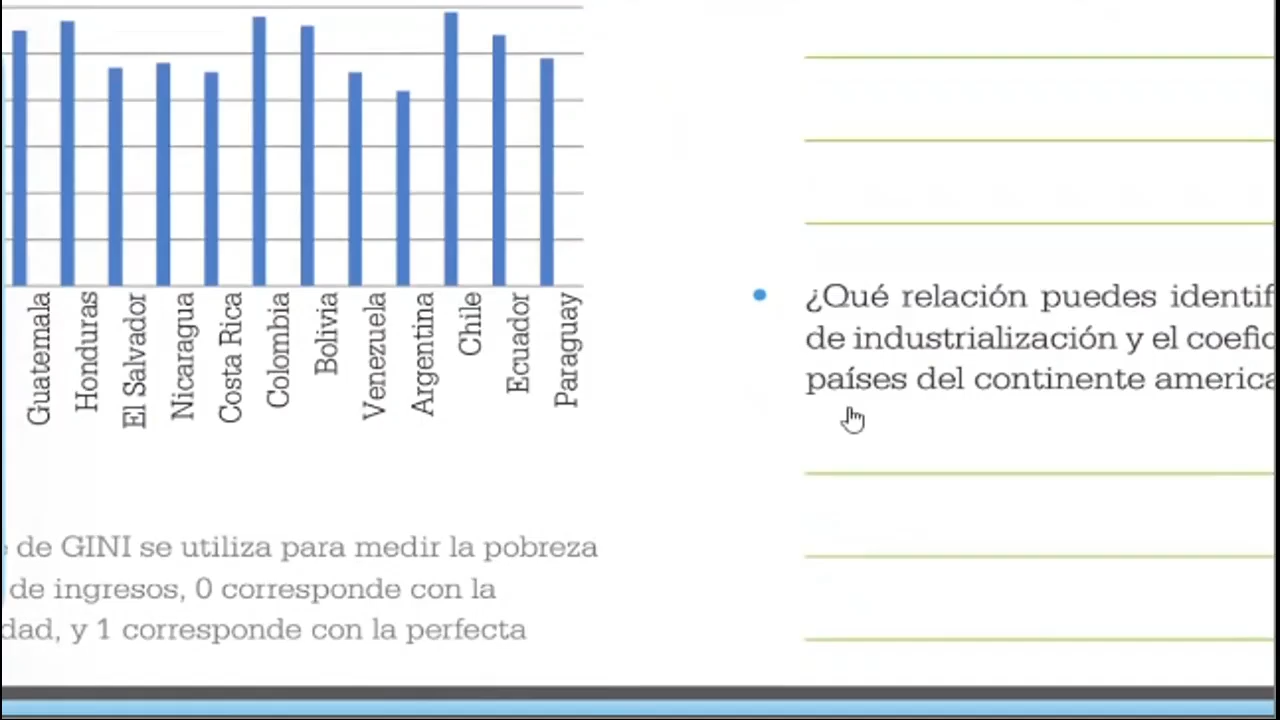 Guatemala
Honduras
El Salvador
Nicaragua
Costa Rica
Colombia
Bolivia
Venezuela
Argentina
Chile
Ecuador
Paraguay
de GINI se utiliza para medir la pobreza
de ingresos, 0 corresponde con la
dad, y 1 corresponde con la perfecta
• ¿Qué relación puedes identif
de industrialización y el coefic
países del continente america